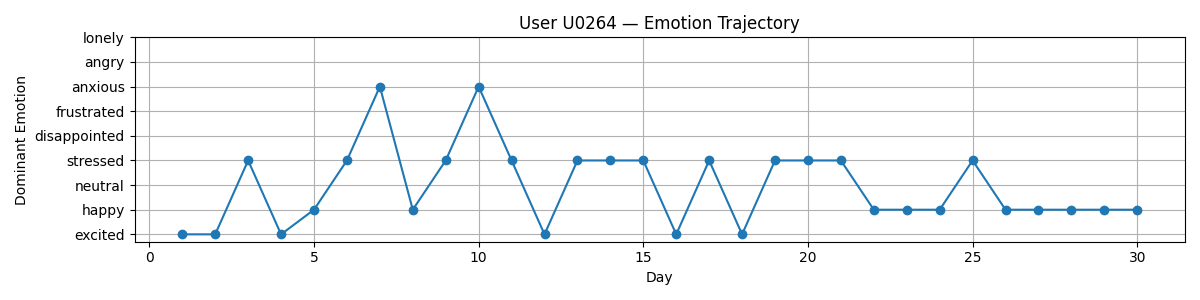 User U0264 — Emotion Trajectory
lonely
angry
anxious
frustrated
disappointed
stressed
neutral
happy
excited
Dominant Emotion
0 5 10 15 20 25 30
Day